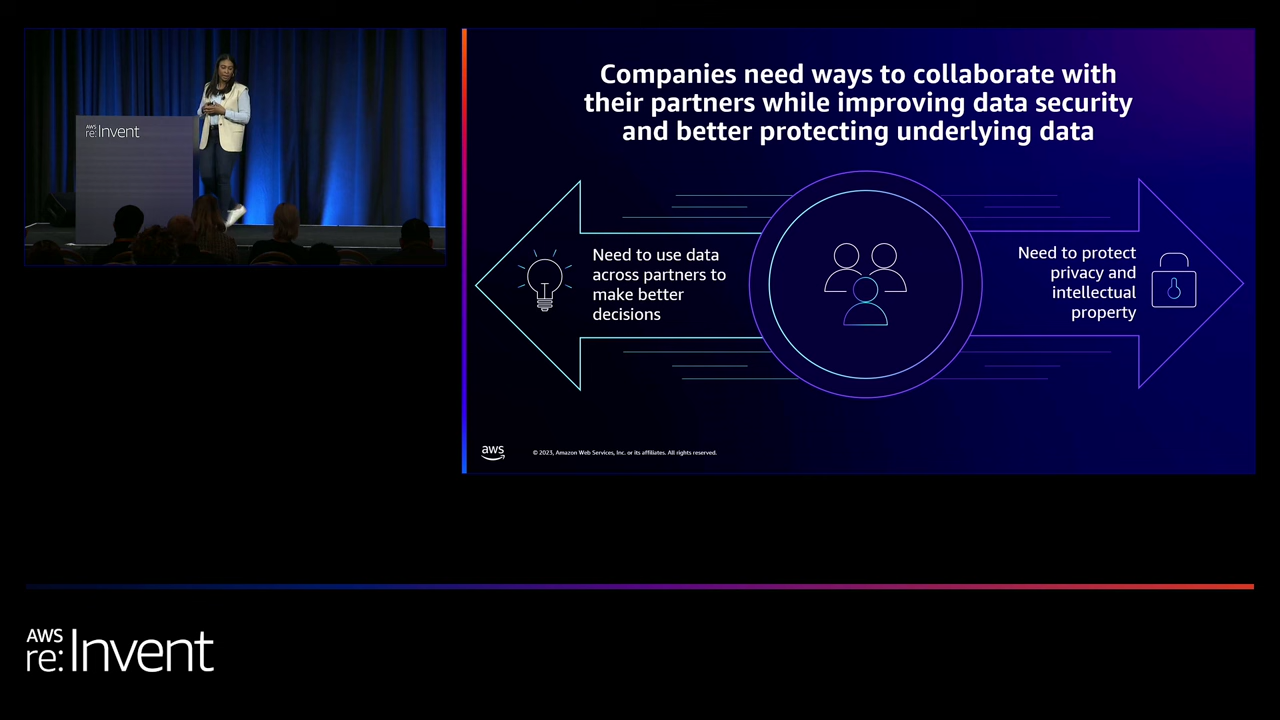 AWS
re:Invent
Companies need ways to collaborate with
their partners while improving data security
and better protecting underlying data
Need to use data
across partners to
make better
decisions
Need to protect
privacy and
intellectual
property
aws
© 2023, Amazon Web Services, Inc. or its affiliates. All rights reserved.
AWS
re:Invent